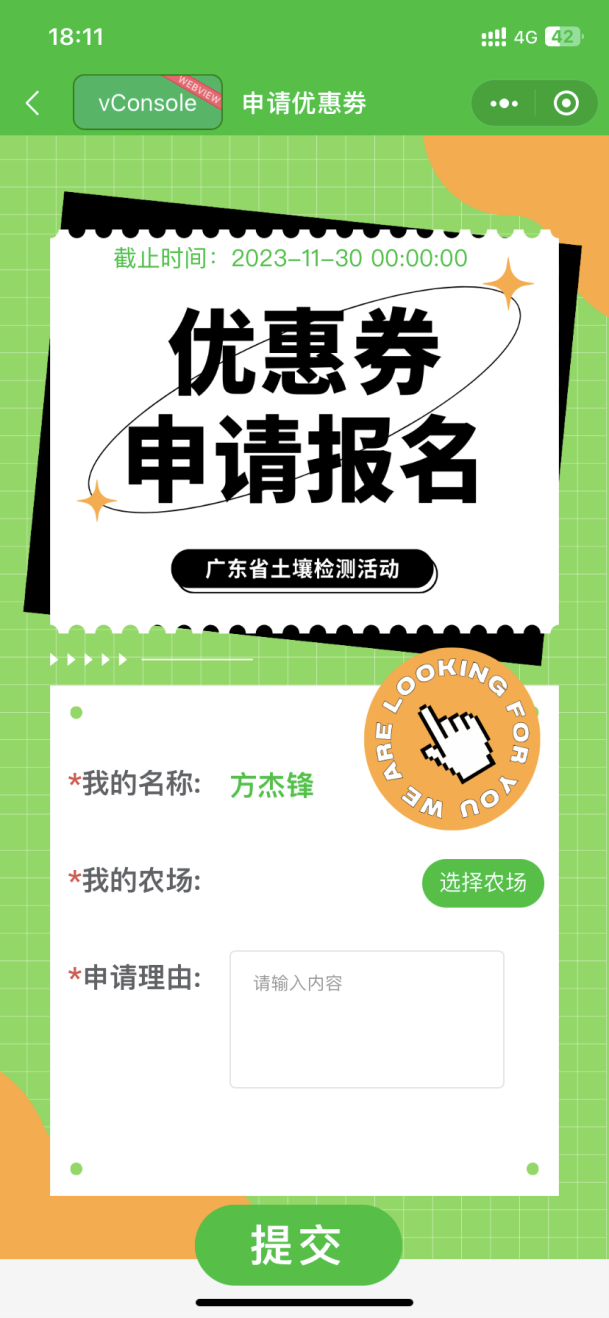 18:11
4G 42
vConsole
WEBVIEW
申请优惠劵
截止时间：2023-11-30 00:00:00
优惠券
申请报名
广东省土壤检测活动
WE ARE LOOKING FOR YOU
*我的名称: 方杰锋
*我的农场: 选择农场
*申请理由: 请输入内容
提交